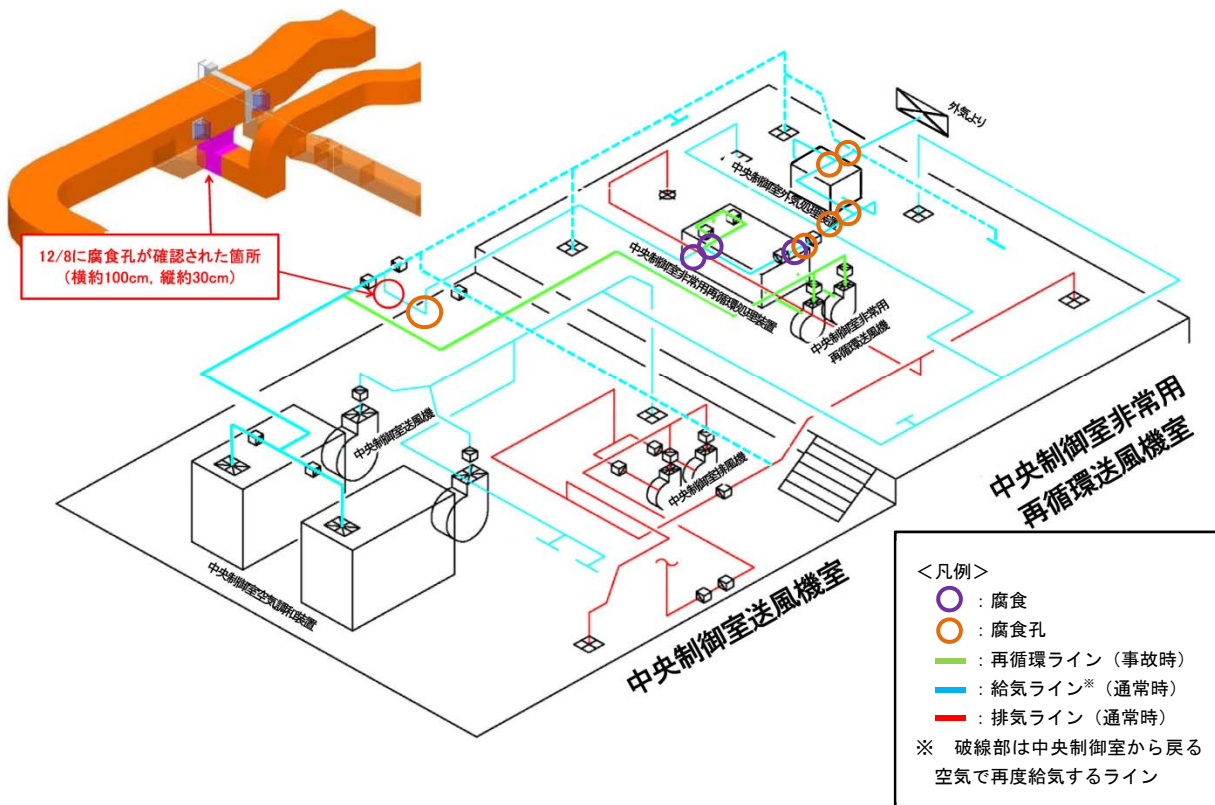 12/8に腐食孔が確認された箇所
(横約100cm, 縦約30cm)
外気より
中央制御室外気処理装置
中央制御室非常用再循環処理装置
中央制御室非常用
再循環送風機
中央制御室送風機
中央制御室排風機
中央制御室空気調和装置
中央制御室送風機室
中央制御室非常用
再循環送風機室
<凡例>
:腐食
:腐食孔
:再循環ライン(事故時)
:給気ライン※(通常時)
:排気ライン(通常時)
※ 破線部は中央制御室から戻る
空気で再度給気するライン